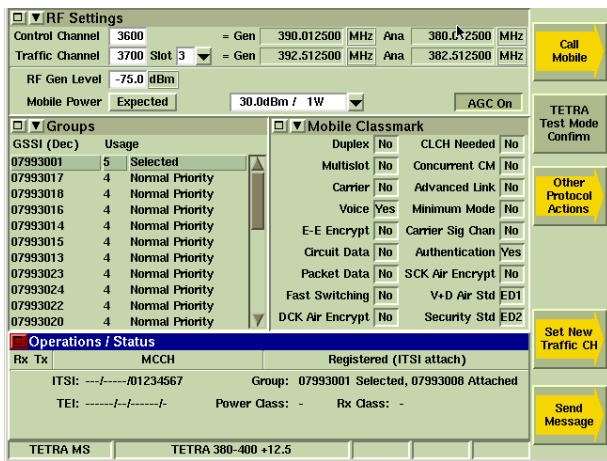 RF Settings
Control Channel 3600 = Gen 390.012500 MHz Ana 380.012500 MHz
Traffic Channel 3700 Slot 3 = Gen 392.512500 MHz Ana 382.512500 MHz
RF Gen Level -75.0 dBm
Mobile Power Expected 30.0dBm / 1W AGC On
Groups
GSSI (Dec) Usage
07993001 5 Selected
07993017 4 Normal Priority
07993018 4 Normal Priority
07993016 4 Normal Priority
07993014 4 Normal Priority
07993015 4 Normal Priority
07993013 4 Normal Priority
07993023 4 Normal Priority
07993024 4 Normal Priority
07993022 4 Normal Priority
07993020 4 Normal Priority
Mobile Classmark
Duplex No CLCH Needed No
Multislot No Concurrent CM No
Carrier No Advanced Link No
Voice Yes Minimum Mode No
E-E Encrypt No Carrier Sig Chan No
Circuit Data No Authentication Yes
Packet Data No SCK Air Encrypt No
Fast Switching No V+D Air Std ED1
DCK Air Encrypt No Security Std ED2
Operations / Status
Rx Tx MCCH Registered (ITSI attach)
ITSI: ---/-----/01234567 Group: 07993001 Selected, 07993008 Attached
TEI: ------/--/------/- Power Class: - Rx Class: -
TETRA MS TETRA 380-400 +12.5
Call
Mobile
TETRA
Test Mode
Confirm
Other
Protocol
Actions
Set New
Traffic CH
Send
Message